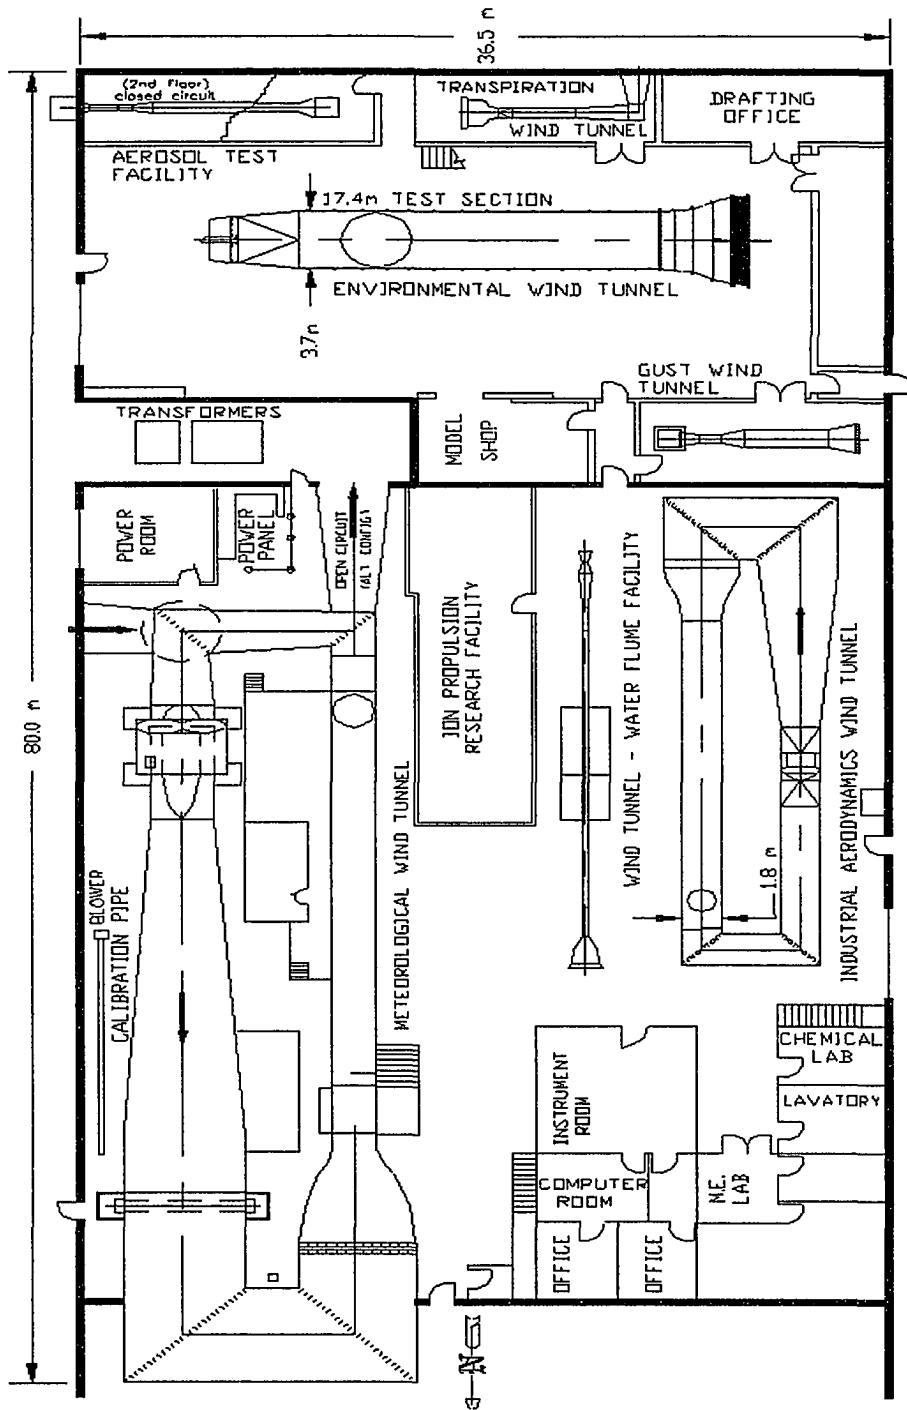 36.5 m
80.0 m
(2nd floor)
closed circuit
AEROSOL TEST
FACILITY
TRANSPIRATION
WIND TUNNEL
DRAFTING
OFFICE
17.4m TEST SECTION
ENVIRONMENTAL WIND TUNNEL
3.7m
GUST WIND
TUNNEL
TRANSFORMERS
MODEL
SHOP
POWER
ROOM
POWER
PANEL
OPEN CIRCUIT
(ALT CONFIG)
ION PROPULSION
RESEARCH FACILITY
WIND TUNNEL - WATER FLUME FACILITY
INDUSTRIAL AERODYNAMICS WIND TUNNEL
1.8 m
METEOROLOGICAL WIND TUNNEL
BLOWER
CALIBRATION PIPE
INSTRUMENT
ROOM
CHEMICAL
LAB
LAVATORY
COMPUTER
ROOM
M.E.
LAB
OFFICE
OFFICE
N